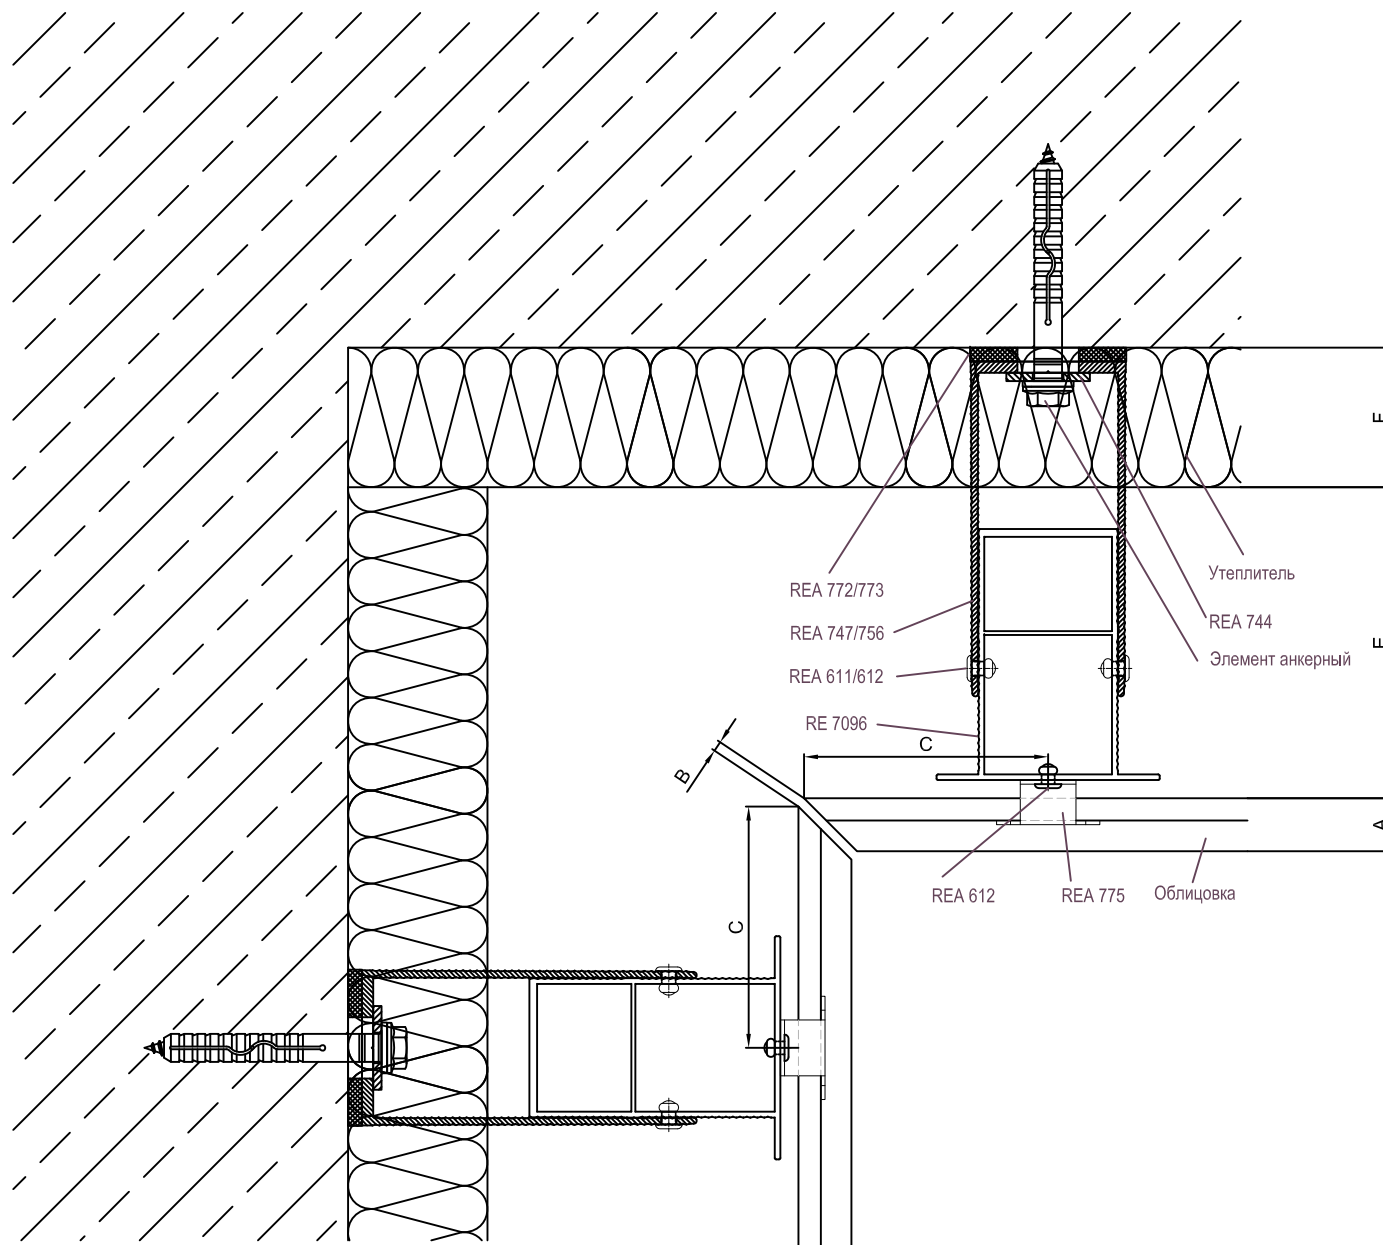 E
REA 772/773
Утеплитель
REA 747/756
REA 744
E
REA 611/612
Элемент анкерный
RE 7096
C
B
A
REA 612
REA 775
Облицовка
C